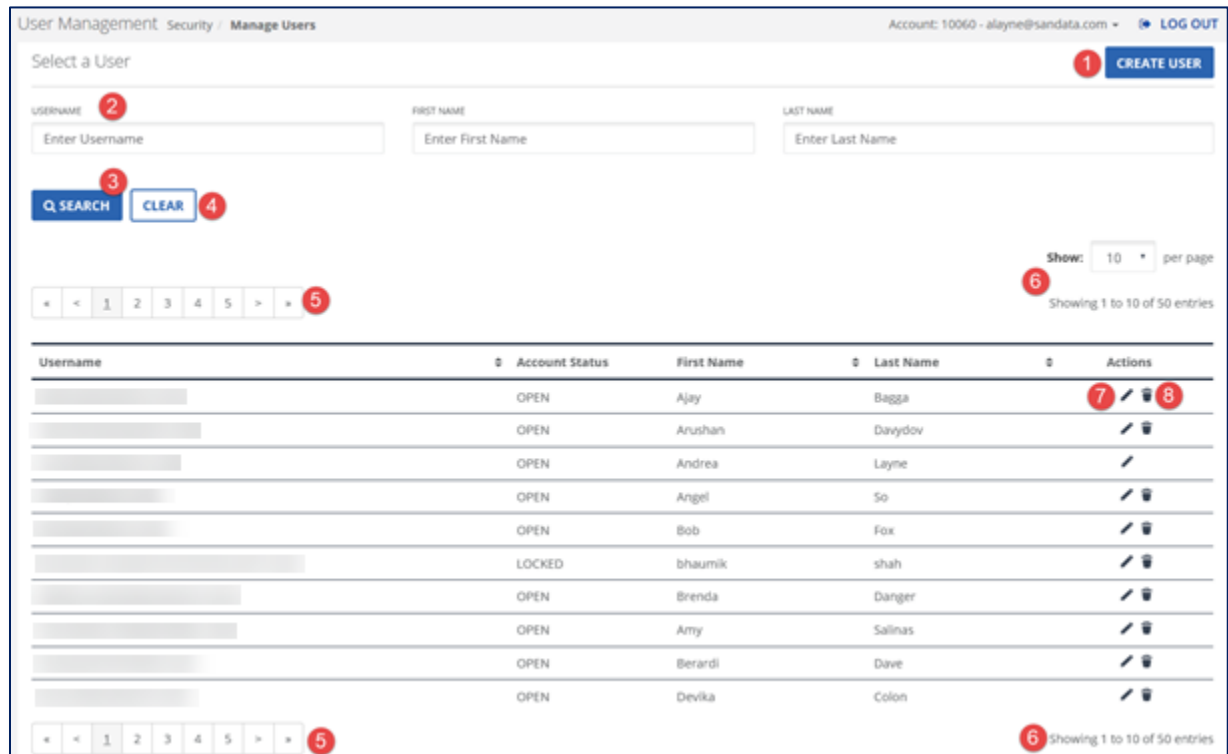 User Management Security / Manage Users Account: 10060 - alayne@sandata.com LOG OUT
Select a User 1 CREATE USER
USERNAME 2 FIRST NAME LAST NAME
Enter Username Enter First Name Enter Last Name
3
SEARCH CLEAR 4
Show: 10 per page
6
« < 1 2 3 4 5 > » 5 Showing 1 to 10 of 50 entries
Username Account Status First Name Last Name Actions
OPEN Ajay Bagga 7 8
OPEN Arushan Davydov
OPEN Andrea Layne
OPEN Angel So
OPEN Bob Fox
LOCKED bhaumik shah
OPEN Brenda Danger
OPEN Amy Salinas
OPEN Berardi Dave
OPEN Devika Colon
« < 1 2 3 4 5 > » 5 6 Showing 1 to 10 of 50 entries